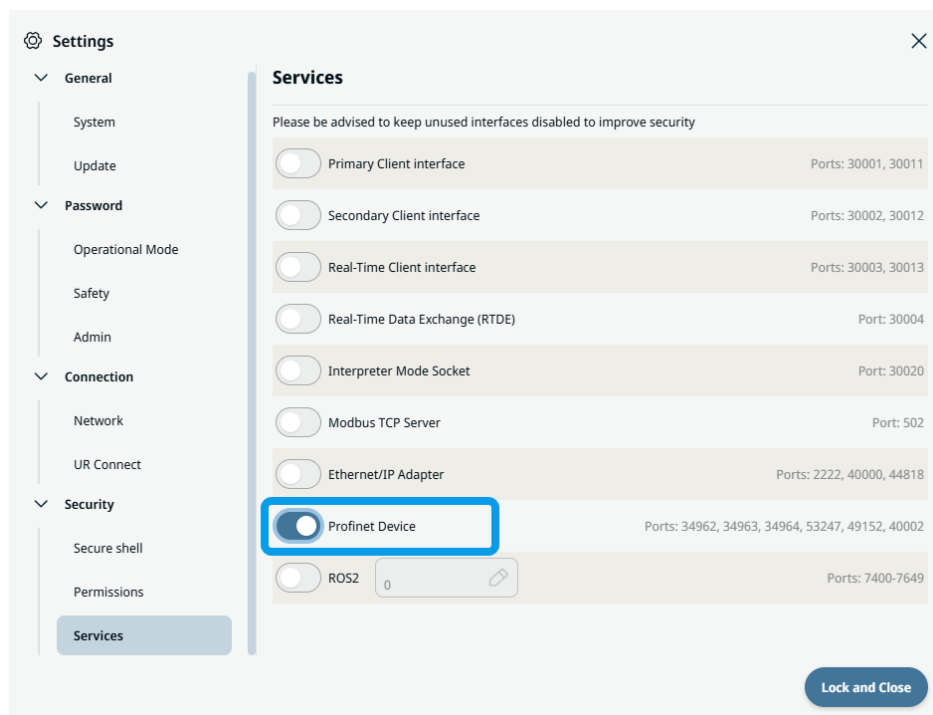 Settings
General
System
Update
Password
Operational Mode
Safety
Admin
Connection
Network
UR Connect
Security
Secure shell
Permissions
Services
Services
Please be advised to keep unused interfaces disabled to improve security
Primary Client interface Ports: 30001, 30011
Secondary Client interface Ports: 30002, 30012
Real-Time Client interface Ports: 30003, 30013
Real-Time Data Exchange (RTDE) Port: 30004
Interpreter Mode Socket Port: 30020
Modbus TCP Server Port: 502
Ethernet/IP Adapter Ports: 2222, 40000, 44818
Profinet Device Ports: 34962, 34963, 34964, 53247, 49152, 40002
ROS2 0 Ports: 7400-7649
Lock and Close